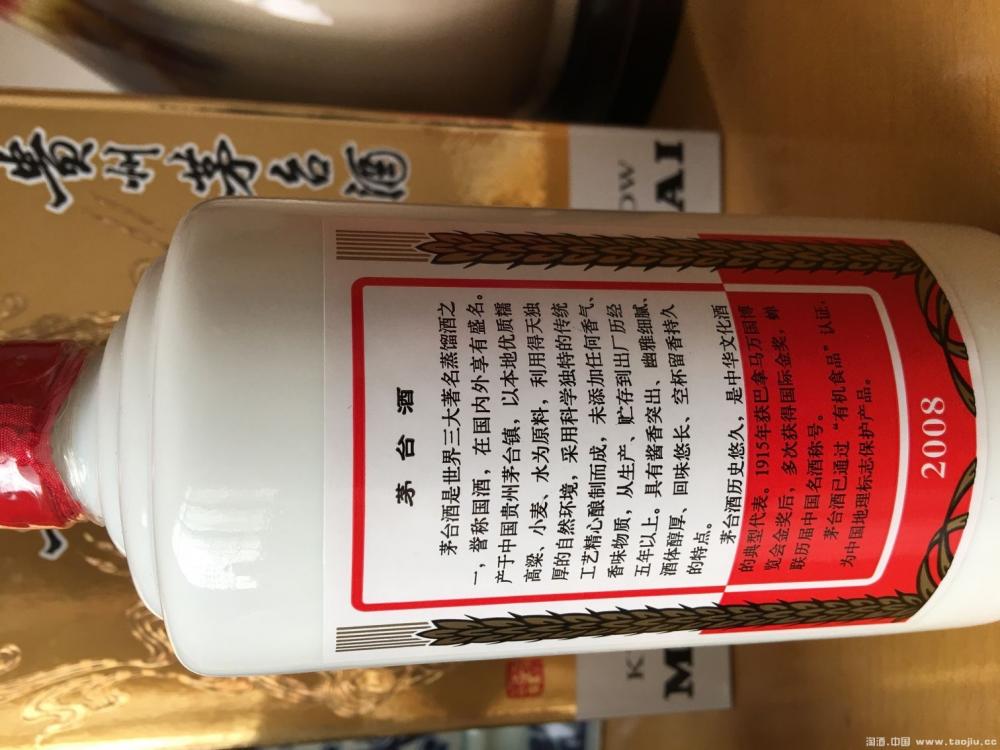 貴州茅台酒
茅台酒
茅台酒是世界三大著名蒸馏酒之
一，誉称国酒，在国内外享有盛名。
产于中国贵州茅台镇，以本地优质糯
高粱、小麦、水为原料，利用得天独
厚的自然环境，采用科学独特的传统
工艺精心酿制而成，未添加任何香气、
香味物质，从生产、贮存到出厂历经
五年以上。具有酱香突出、幽雅细腻、
酒体醇厚、回味悠长、空杯留香持久
的特点。
茅台酒历史悠久，是中华文化酒
的典型代表。1915年获巴拿马万国博
览会金奖后，多次获得国际金奖，蝉
联历届中国名酒称号。
茅台酒已通过“有机食品”认证，
为中国地理标志保护产品。
2008
K OW
M AI
淘酒.中国 www.taojiu.cc